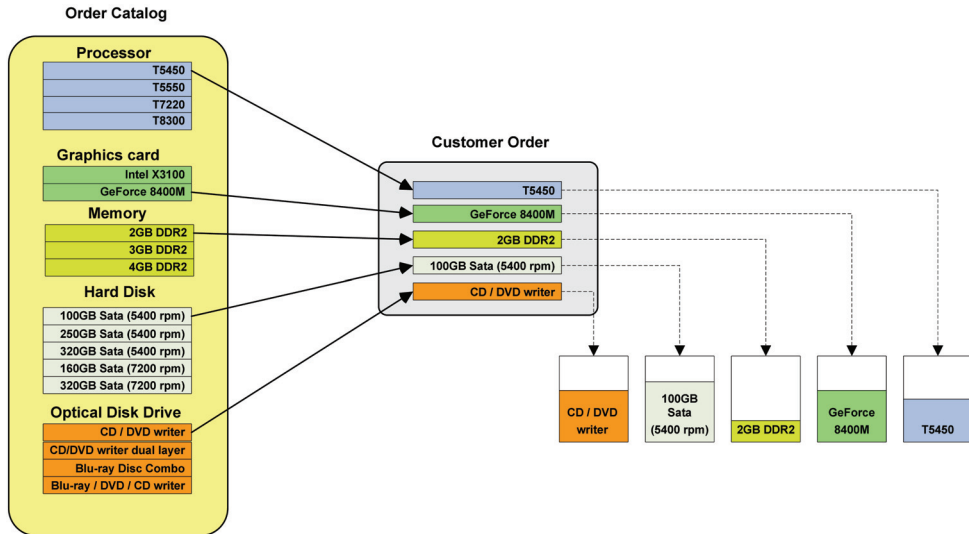 Order Catalog
Processor
T5450
T5550
T7220
T8300
Graphics card
Intel X3100
GeForce 8400M
Memory
2GB DDR2
3GB DDR2
4GB DDR2
Hard Disk
100GB Sata (5400 rpm)
250GB Sata (5400 rpm)
320GB Sata (5400 rpm)
160GB Sata (7200 rpm)
320GB Sata (7200 rpm)
Optical Disk Drive
CD / DVD writer
CD/DVD writer dual layer
Blu-ray Disc Combo
Blu-ray / DVD / CD writer
Customer Order
T5450
GeForce 8400M
2GB DDR2
100GB Sata (5400 rpm)
CD / DVD writer
CD / DVD
writer
100GB
Sata
(5400 rpm)
2GB DDR2
GeForce
8400M
T5450